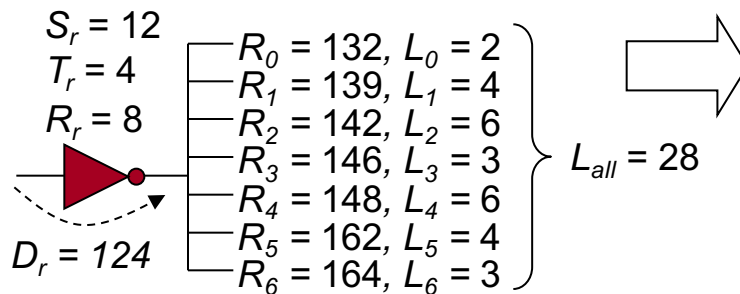 S_r = 12
T_r = 4
R_r = 8
D_r = 124
R_0 = 132, L_0 = 2
R_1 = 139, L_1 = 4
R_2 = 142, L_2 = 6
R_3 = 146, L_3 = 3
R_4 = 148, L_4 = 6
R_5 = 162, L_5 = 4
R_6 = 164, L_6 = 3
L_all = 28